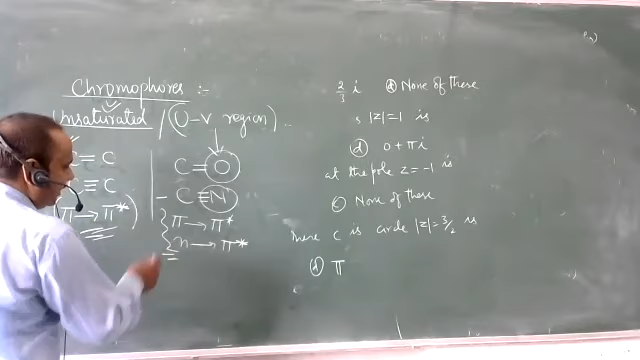 Chromophores :-
Unsaturated / (U-V region)
C = C
C ≡ C
(π → π*)
C = O
- C ≡ N
π → π*
n → π*
2/3 i (d) None of these
|z|=1 is
(d) 0 + πi
at the pole z = -1 is
None of these
where C is circle |z| = 3/2 is
(d) π